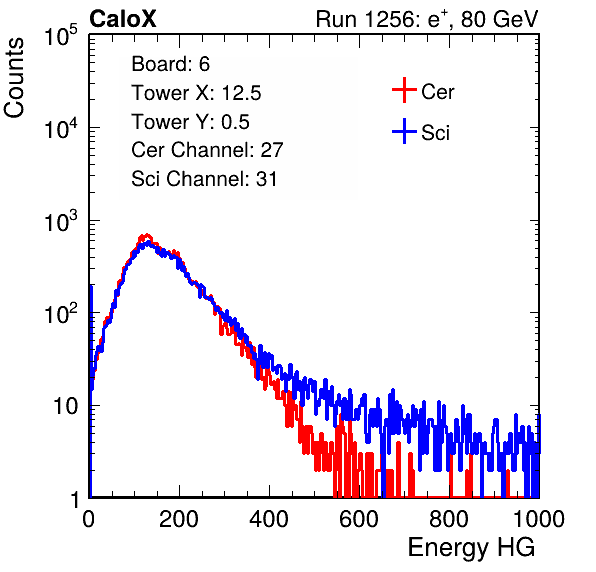 CaloX Run 1256: e⁺, 80 GeV
Counts
10⁵
10⁴
10³
10²
10
1
Board: 6
Tower X: 12.5
Tower Y: 0.5
Cer Channel: 27
Sci Channel: 31
Cer
Sci
0 200 400 600 800 1000
Energy HG